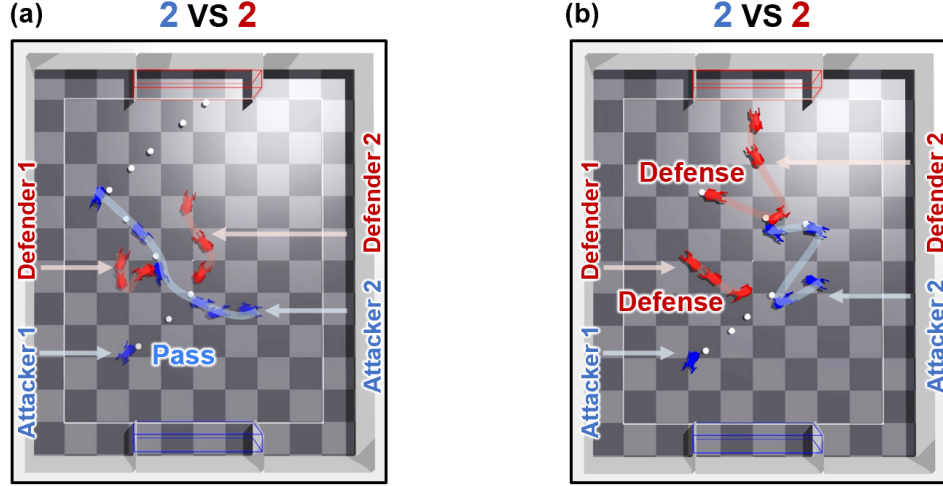 (a)
2 VS 2
Defender 1
Attacker 1
Pass
Defender 2
Attacker 2
(b)
2 VS 2
Defender 1
Attacker 1
Defense
Defense
Defender 2
Attacker 2